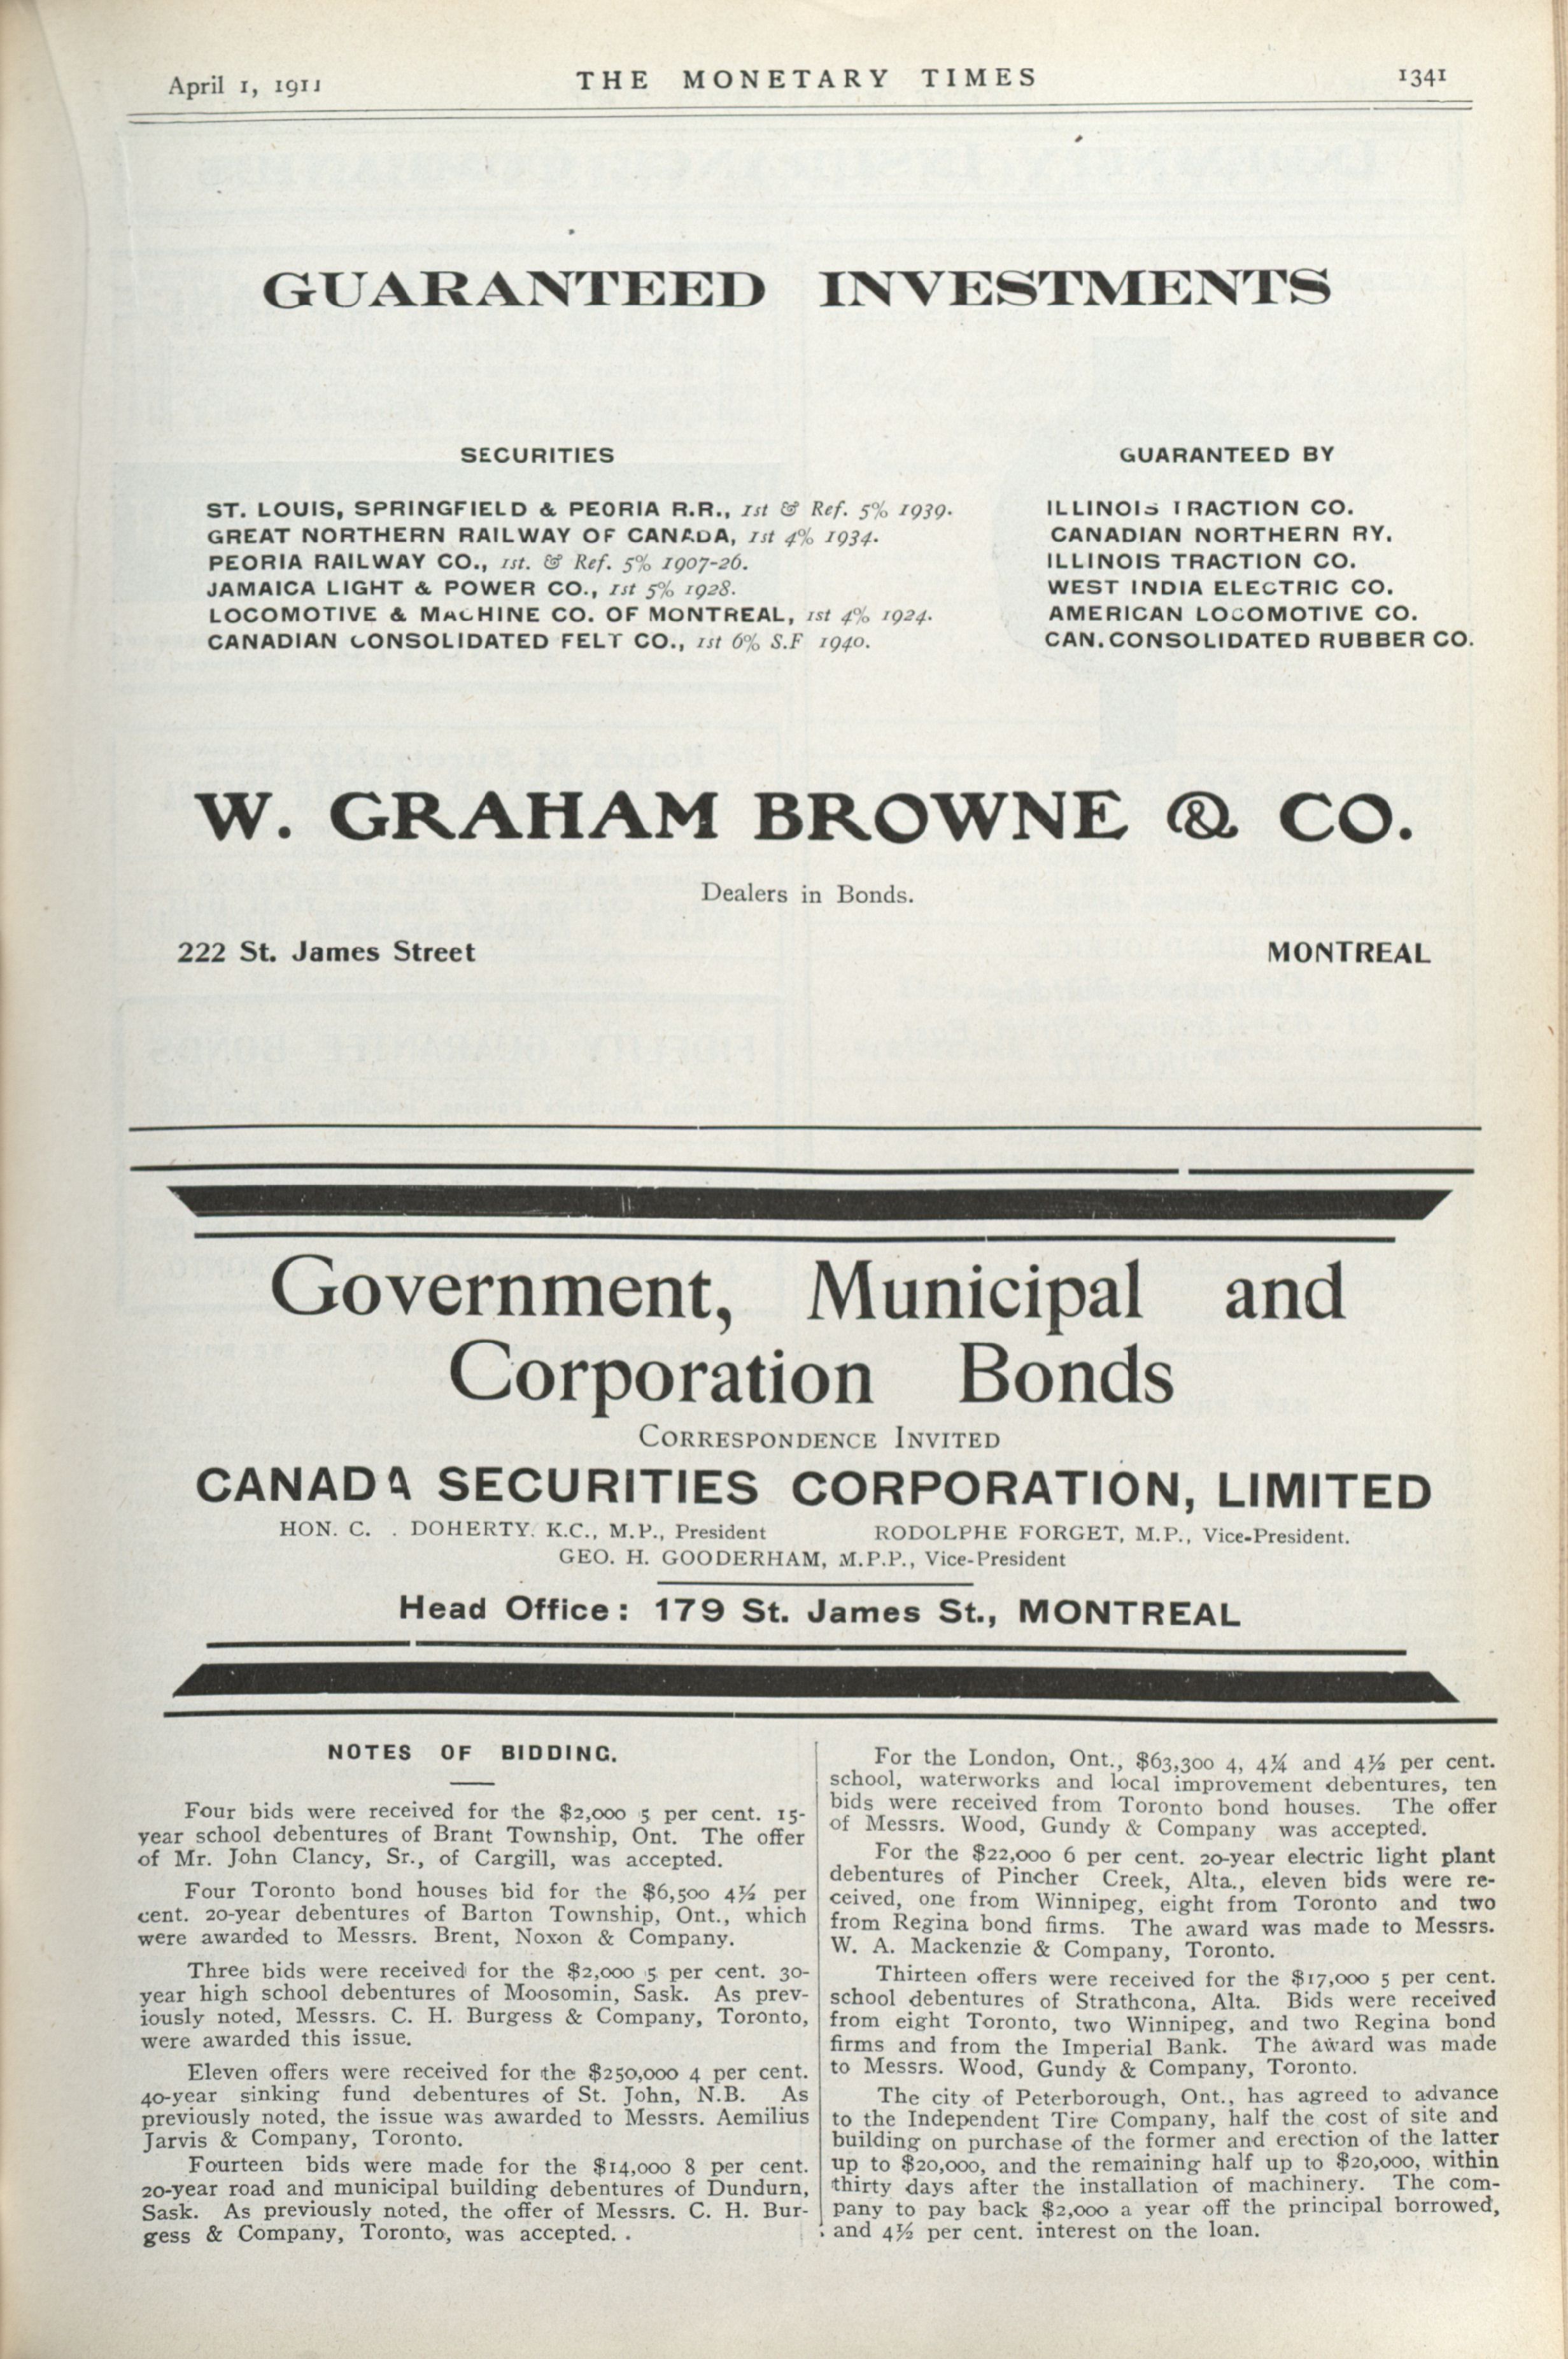 April 1, 1911 THE MONETARY TIMES 1341
GUARANTEED INVESTMENTS
SECURITIES GUARANTEED BY
ST. LOUIS, SPRINGFIELD & PEORIA R.R., 1st & Ref. 5% 1939. ILLINOIS TRACTION CO.
GREAT NORTHERN RAILWAY OF CANADA, 1st 4% 1934. CANADIAN NORTHERN RY.
PEORIA RAILWAY CO., 1st. & Ref. 5% 1907-26. ILLINOIS TRACTION CO.
JAMAICA LIGHT & POWER CO., 1st 5% 1928. WEST INDIA ELECTRIC CO.
LOCOMOTIVE & MACHINE CO. OF MONTREAL, 1st 4% 1924. AMERICAN LOCOMOTIVE CO.
CANADIAN CONSOLIDATED FELT CO., 1st 6% S.F 1940. CAN. CONSOLIDATED RUBBER CO.
W. GRAHAM BROWNE & CO.
Dealers in Bonds.
222 St. James Street MONTREAL
Government, Municipal and
Corporation Bonds
CORRESPONDENCE INVITED
CANADA SECURITIES CORPORATION, LIMITED
HON. C. . DOHERTY. K.C., M.P., President RODOLPHE FORGET, M.P., Vice-President.
GEO. H. GOODERHAM, M.P.P., Vice-President
Head Office: 179 St. James St., MONTREAL
NOTES OF BIDDING.
Four bids were received for the $2,000 5 per cent. 15-
year school debentures of Brant Township, Ont. The offer
of Mr. John Clancy, Sr., of Cargill, was accepted.
Four Toronto bond houses bid for the $6,500 4½ per
cent. 20-year debentures of Barton Township, Ont., which
were awarded to Messrs. Brent, Noxon & Company.
Three bids were received for the $2,000 5 per cent. 30-
year high school debentures of Moosomin, Sask. As prev-
iously noted, Messrs. C. H. Burgess & Company, Toronto,
were awarded this issue.
Eleven offers were received for the $250,000 4 per cent.
40-year sinking fund debentures of St. John, N.B. As
previously noted, the issue was awarded to Messrs. Aemilius
Jarvis & Company, Toronto.
Fourteen bids were made for the $14,000 8 per cent.
20-year road and municipal building debentures of Dundurn,
Sask. As previously noted, the offer of Messrs. C. H. Bur-
gess & Company, Toronto, was accepted.
For the London, Ont., $63,300 4, 4¼ and 4½ per cent.
school, waterworks and local improvement debentures, ten
bids were received from Toronto bond houses. The offer
of Messrs. Wood, Gundy & Company was accepted.
For the $22,000 6 per cent. 20-year electric light plant
debentures of Pincher Creek, Alta., eleven bids were re-
ceived, one from Winnipeg, eight from Toronto and two
from Regina bond firms. The award was made to Messrs.
W. A. Mackenzie & Company, Toronto.
Thirteen offers were received for the $17,000 5 per cent.
school debentures of Strathcona, Alta. Bids were received
from eight Toronto, two Winnipeg, and two Regina bond
firms and from the Imperial Bank. The award was made
to Messrs. Wood, Gundy & Company, Toronto.
The city of Peterborough, Ont., has agreed to advance
to the Independent Tire Company, half the cost of site and
building on purchase of the former and erection of the latter
up to $20,000, and the remaining half up to $20,000, within
thirty days after the installation of machinery. The com-
pany to pay back $2,000 a year off the principal borrowed,
and 4½ per cent. interest on the loan.